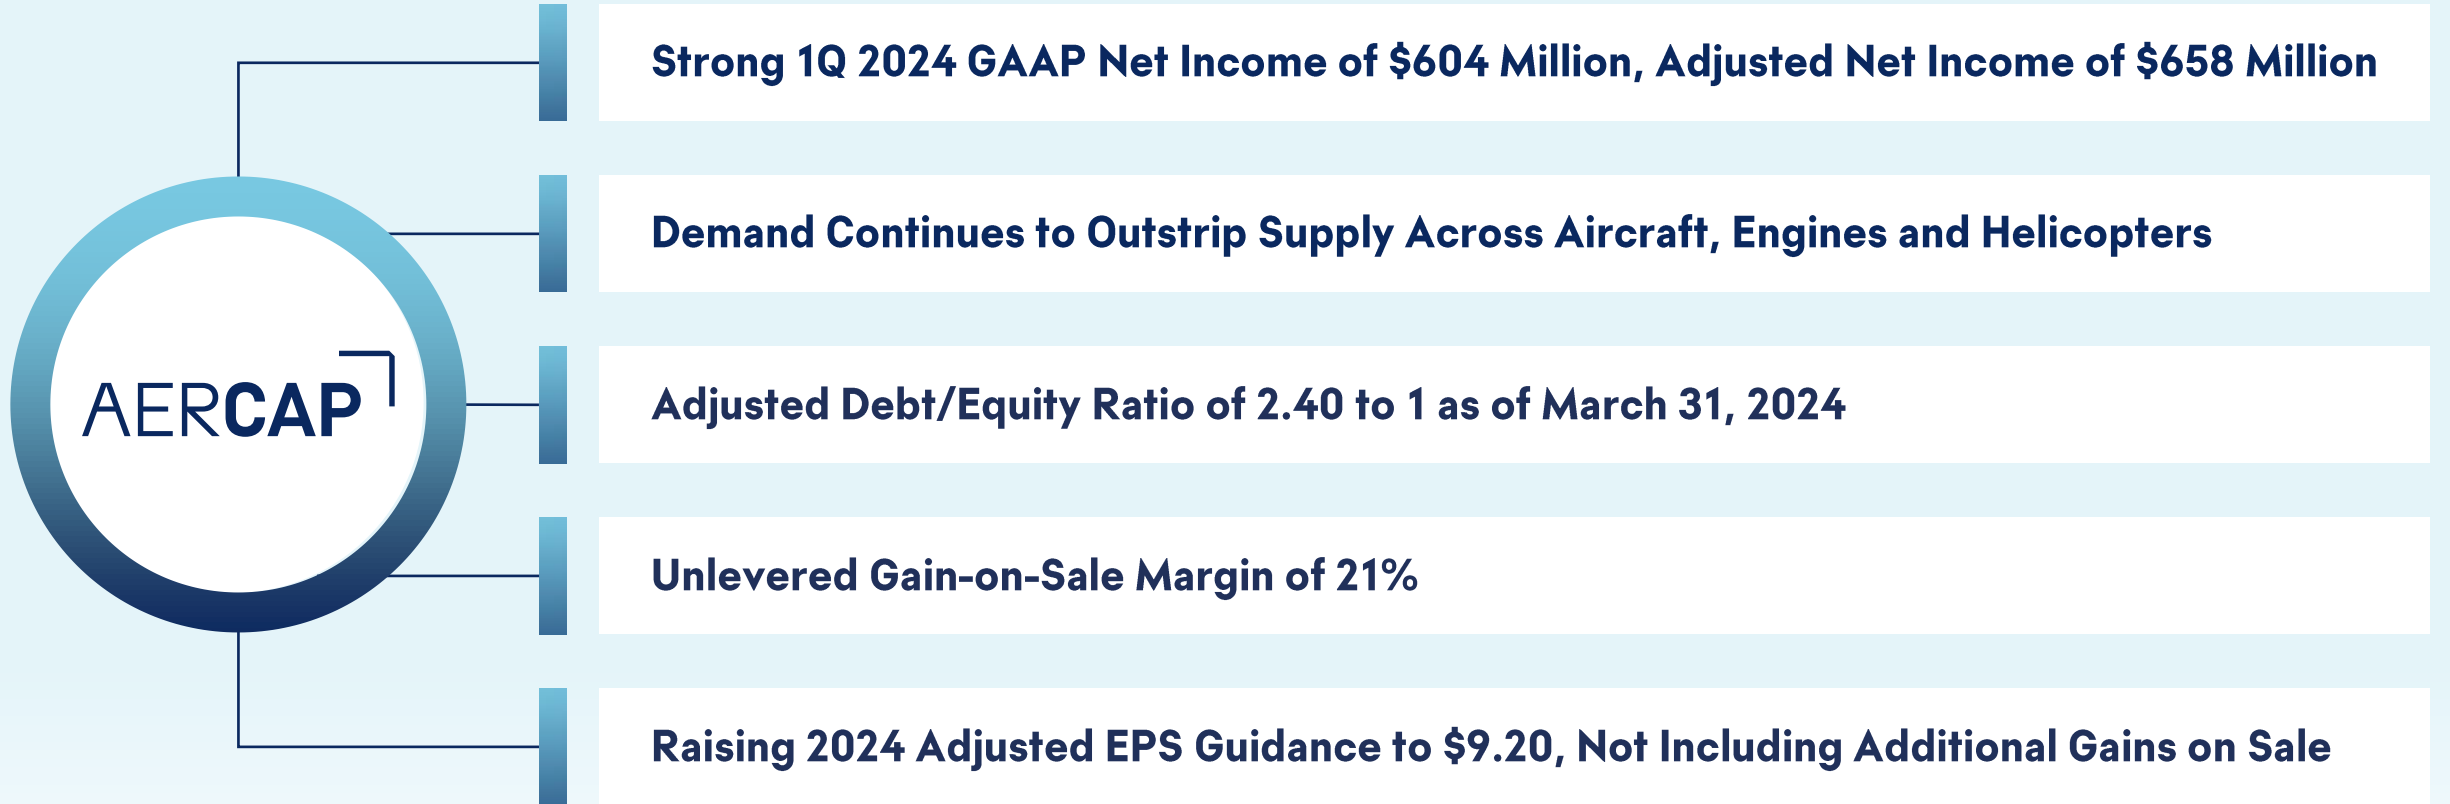 Strong 1Q 2024 GAAP Net Income of $604 Million, Adjusted Net Income of $658 Million
Demand Continues to Outstrip Supply Across Aircraft, Engines and Helicopters
AERCAP
Adjusted Debt/Equity Ratio of 2.40 to 1 as of March 31, 2024
Unlevered Gain-on-Sale Margin of 21%
Raising 2024 Adjusted EPS Guidance to $9.20, Not Including Additional Gains on Sale